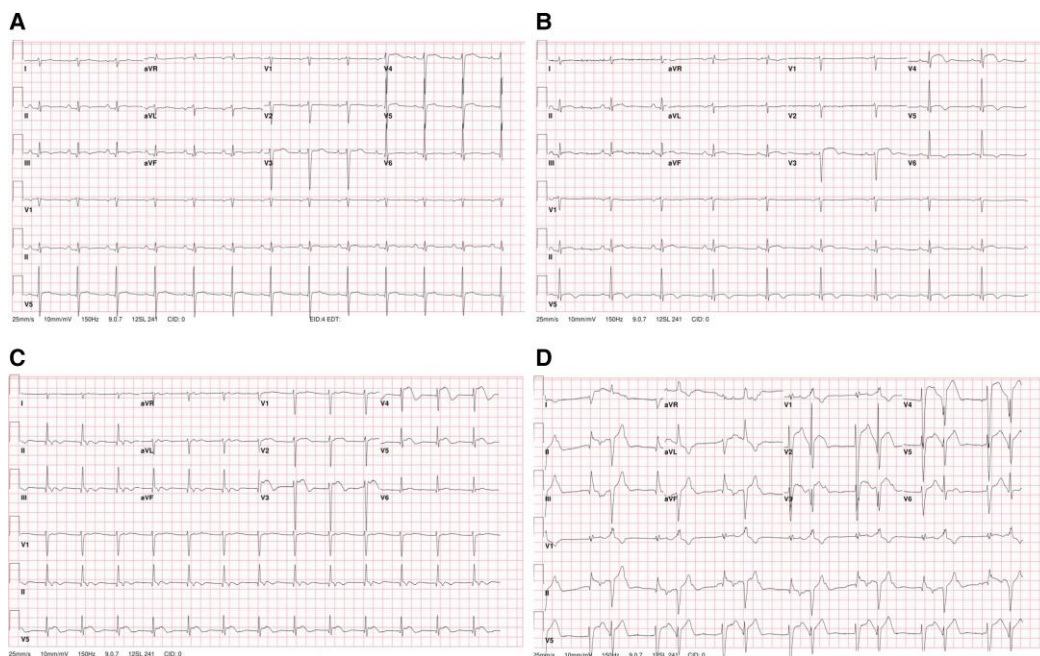 A
I aVR V1 V4
II aVL V2 V5
III aVF V3 V6
V1
II
V5
25mm/s 10mm/mV 150Hz 9.0.7 12SL 241 CID: 0 EID:4 EDT:
B
I aVR V1 V4
II aVL V2 V5
III aVF V3 V6
V1
II
V5
25mm/s 10mm/mV 150Hz 9.0.7 12SL 241 CID: 0
C
I aVR V1 V4
II aVL V2 V5
III aVF V3 V6
V1
II
V5
25mm/s 10mm/mV 150Hz 9.0.7 12SL 241 CID: 0
D
I aVR V1 V4
II aVL V2 V5
III aVF V3 V6
V1
II
V5
25mm/s 10mm/mV 150Hz 9.0.7 12SL 241 CID: 0